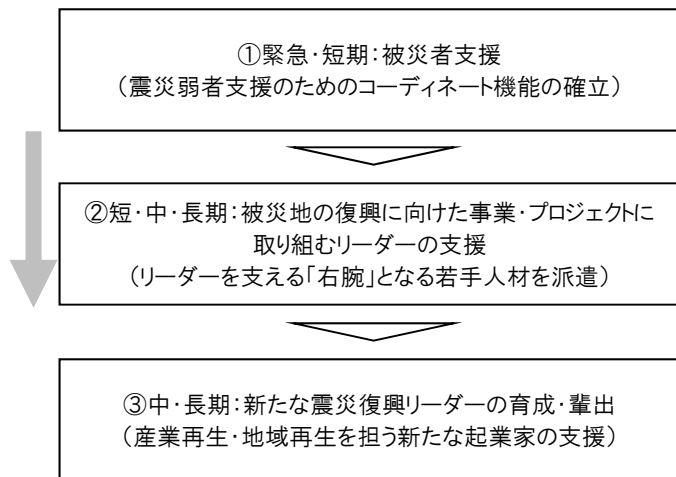 ①緊急・短期：被災者支援
（震災弱者支援のためのコーディネート機能の確立）
②短・中・長期：被災地の復興に向けた事業・プロジェクトに
取り組むリーダーの支援
（リーダーを支える「右腕」となる若手人材を派遣）
③中・長期：新たな震災復興リーダーの育成・輩出
（産業再生・地域再生を担う新たな起業家の支援）